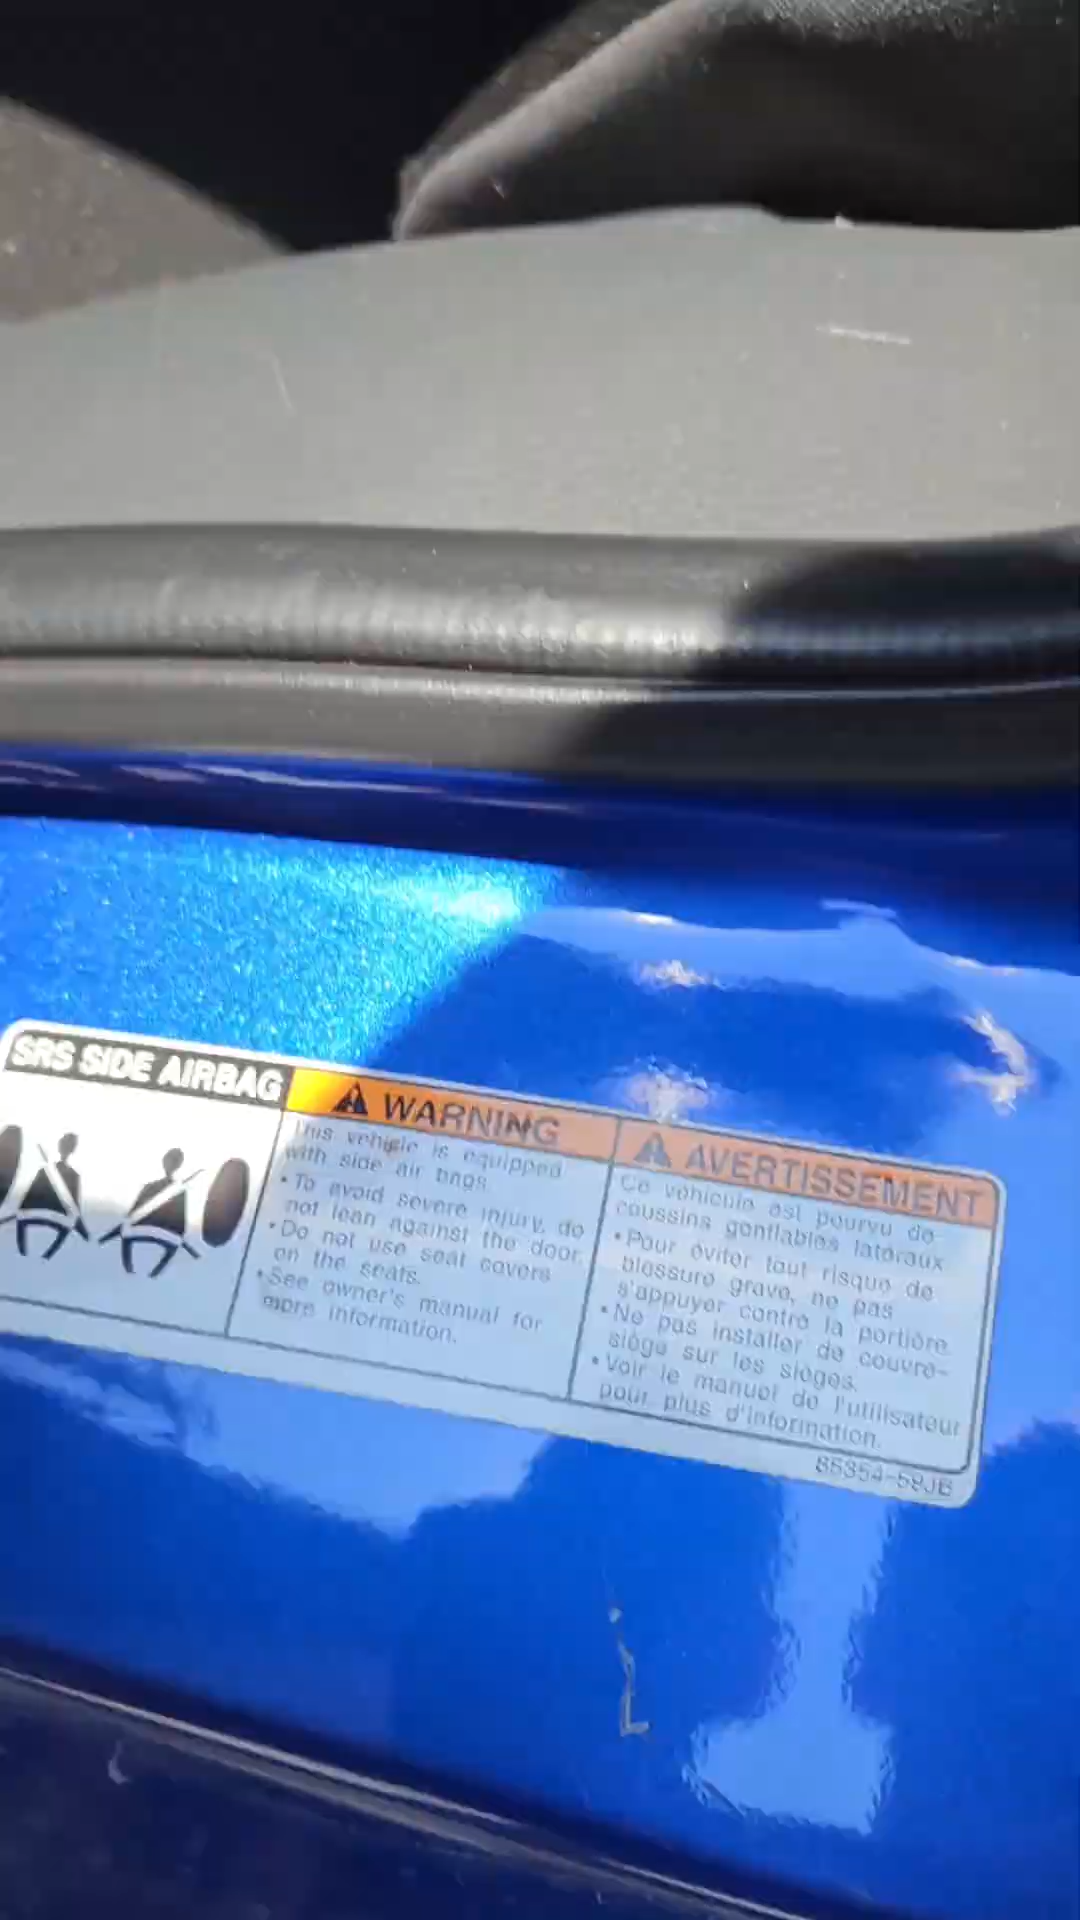 SRS SIDE AIRBAG
WARNING
This vehicle is equipped
with side air bags.
•To avoid severe injury, do
not lean against the door.
•Do not use seat covers
on the seats.
•See owner's manual for
more information.
AVERTISSEMENT
Ce véhicule est pourvu de
coussins gonflables latéraux
•Pour éviter tout risque de
blessure grave, ne pas
s'appuyer contre la portière.
•Ne pas installer de couvre-
siège sur les sièges.
•Voir le manuel de l'utilisateur
pour plus d'information.